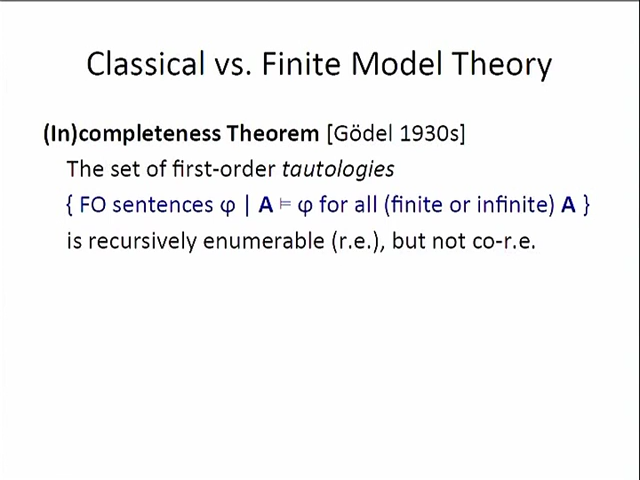 Classical vs. Finite Model Theory
(In)completeness Theorem [Gödel 1930s]
The set of first-order tautologies
{ FO sentences φ | A ⊨ φ for all (finite or infinite) A }
is recursively enumerable (r.e.), but not co-r.e.